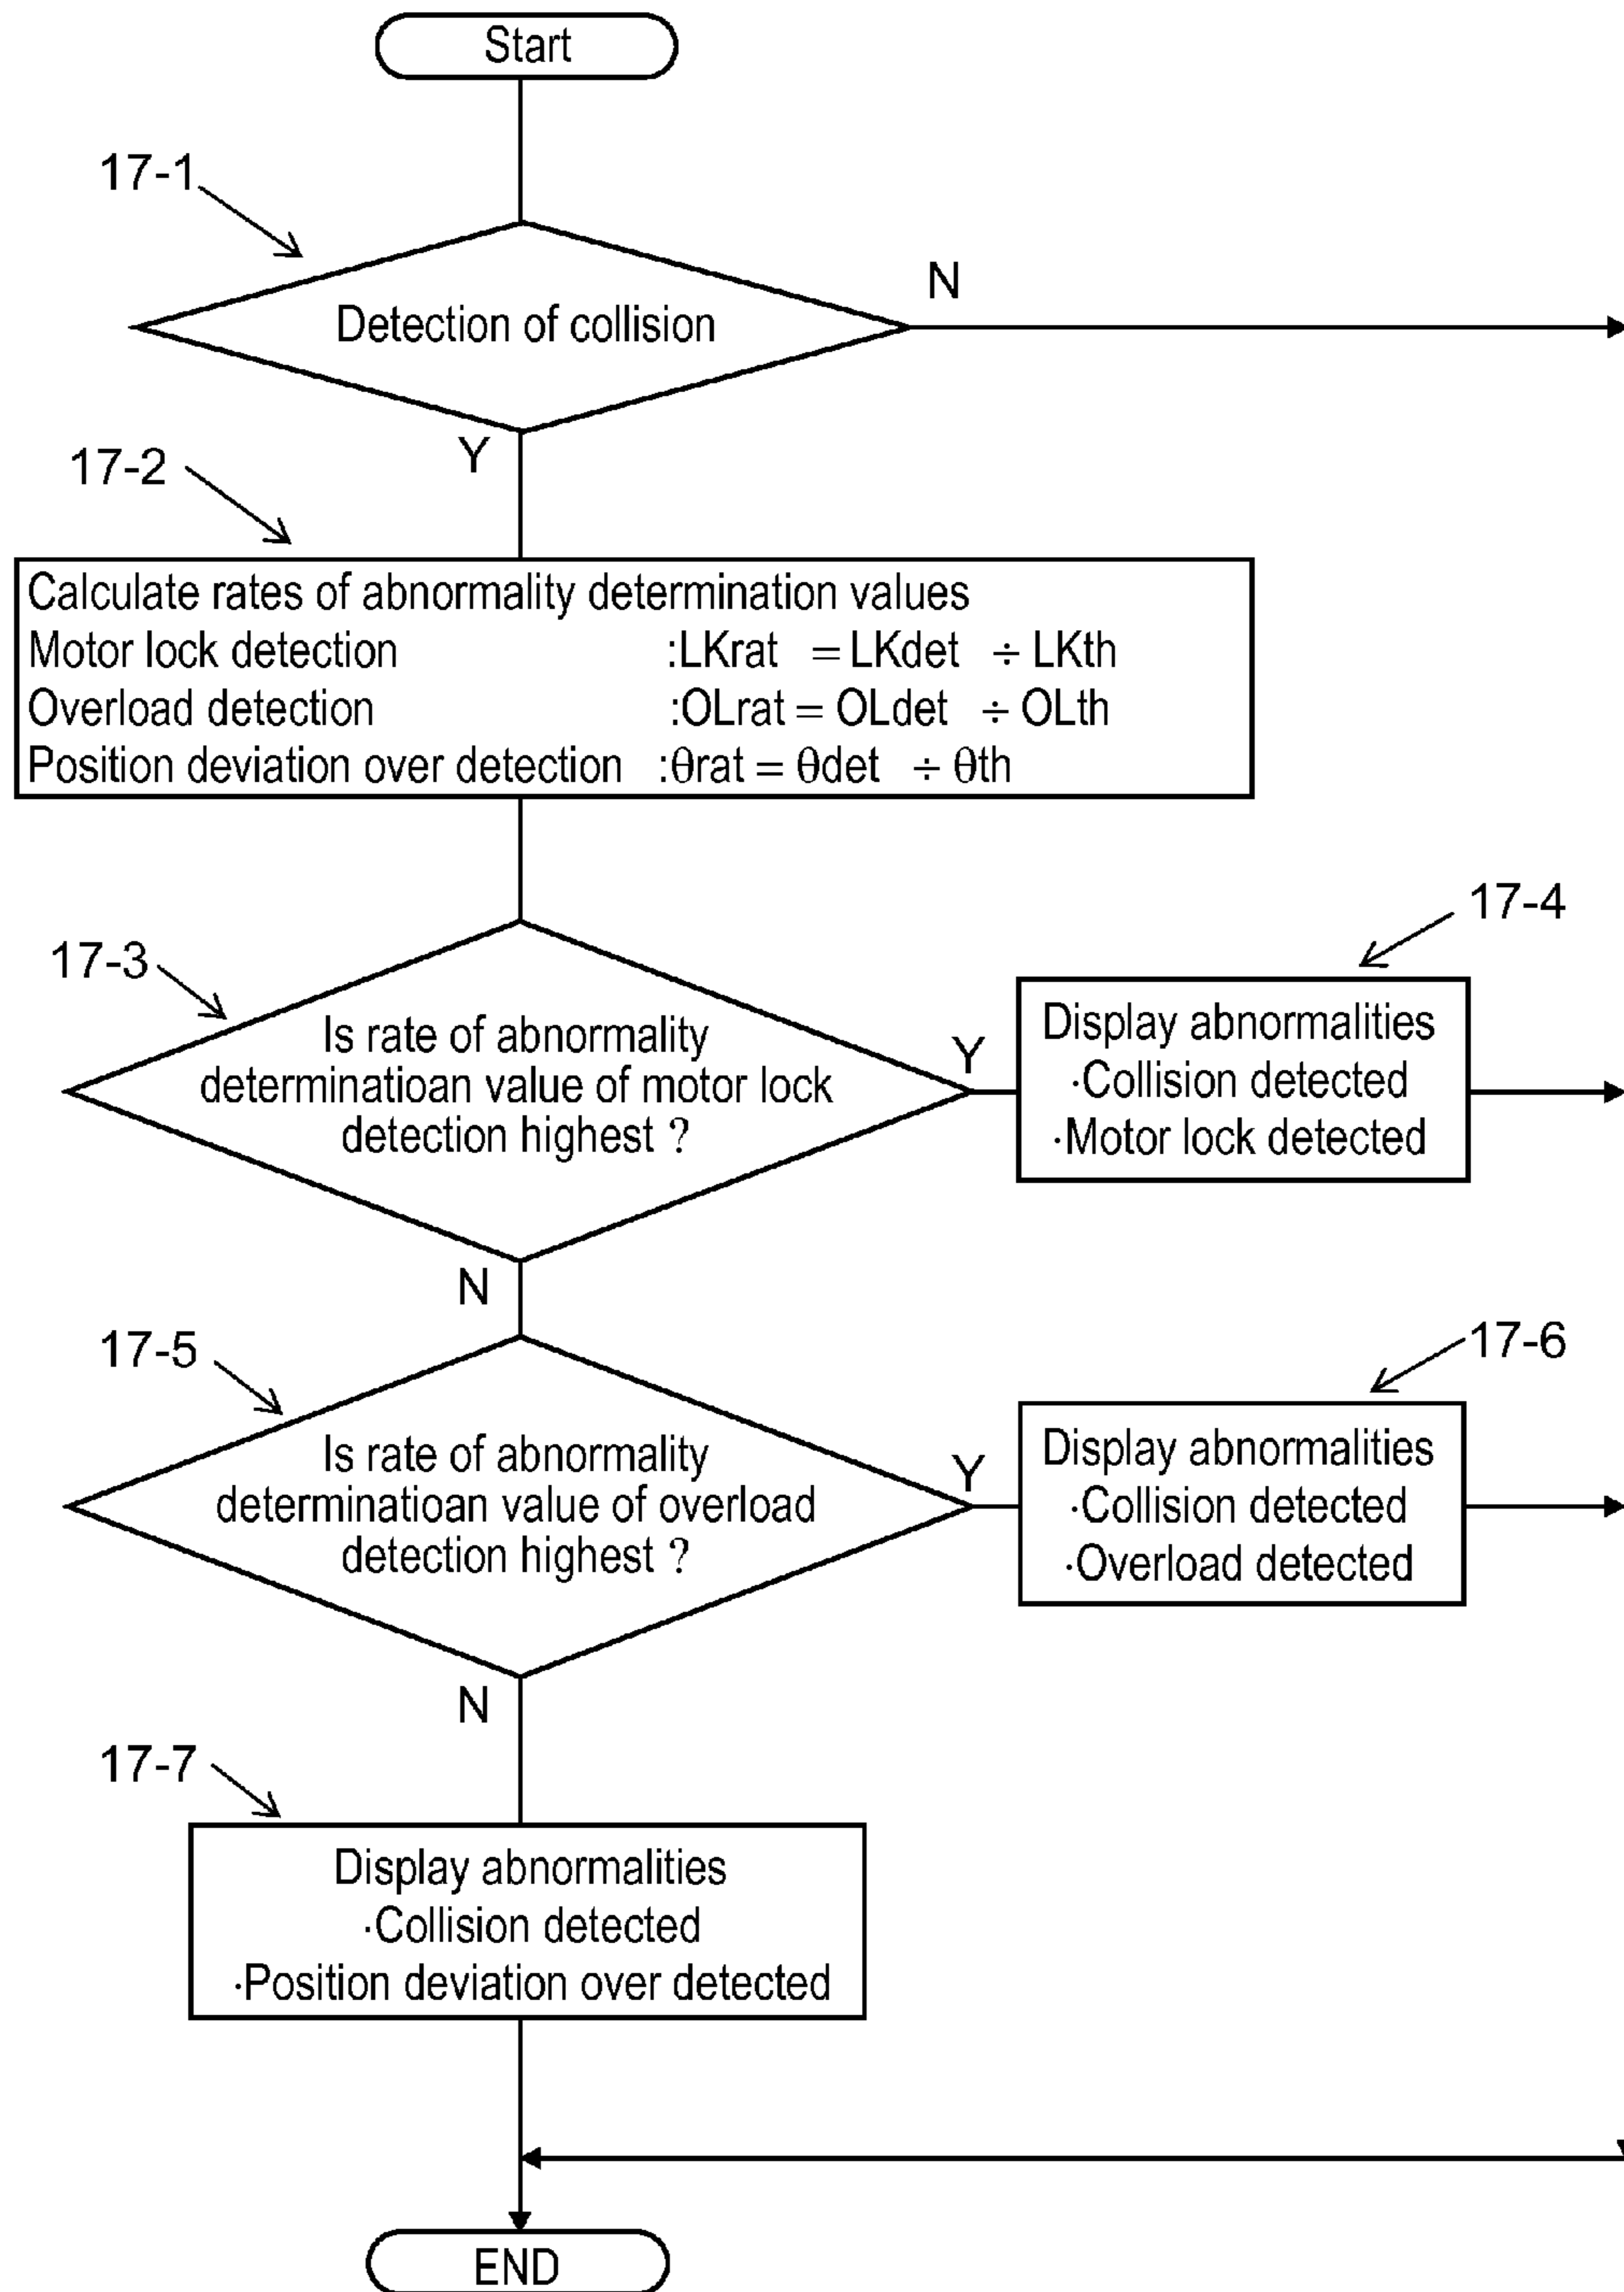 Start
17-1
N
Detection of collision
Y
17-2
Calculate rates of abnormality determination values
Motor lock detection :LKrat = LKdet ÷ LKth
Overload detection :OLrat = OLdet ÷ OLth
Position deviation over detection :θrat = θdet ÷ θth
17-3
Is rate of abnormality
determinatioan value of motor lock
detection highest ?
Y
17-4
Display abnormalities
·Collision detected
·Motor lock detected
N
17-5
Is rate of abnormality
determinatioan value of overload
detection highest ?
Y
17-6
Display abnormalities
·Collision detected
·Overload detected
N
17-7
Display abnormalities
·Collision detected
·Position deviation over detected
END